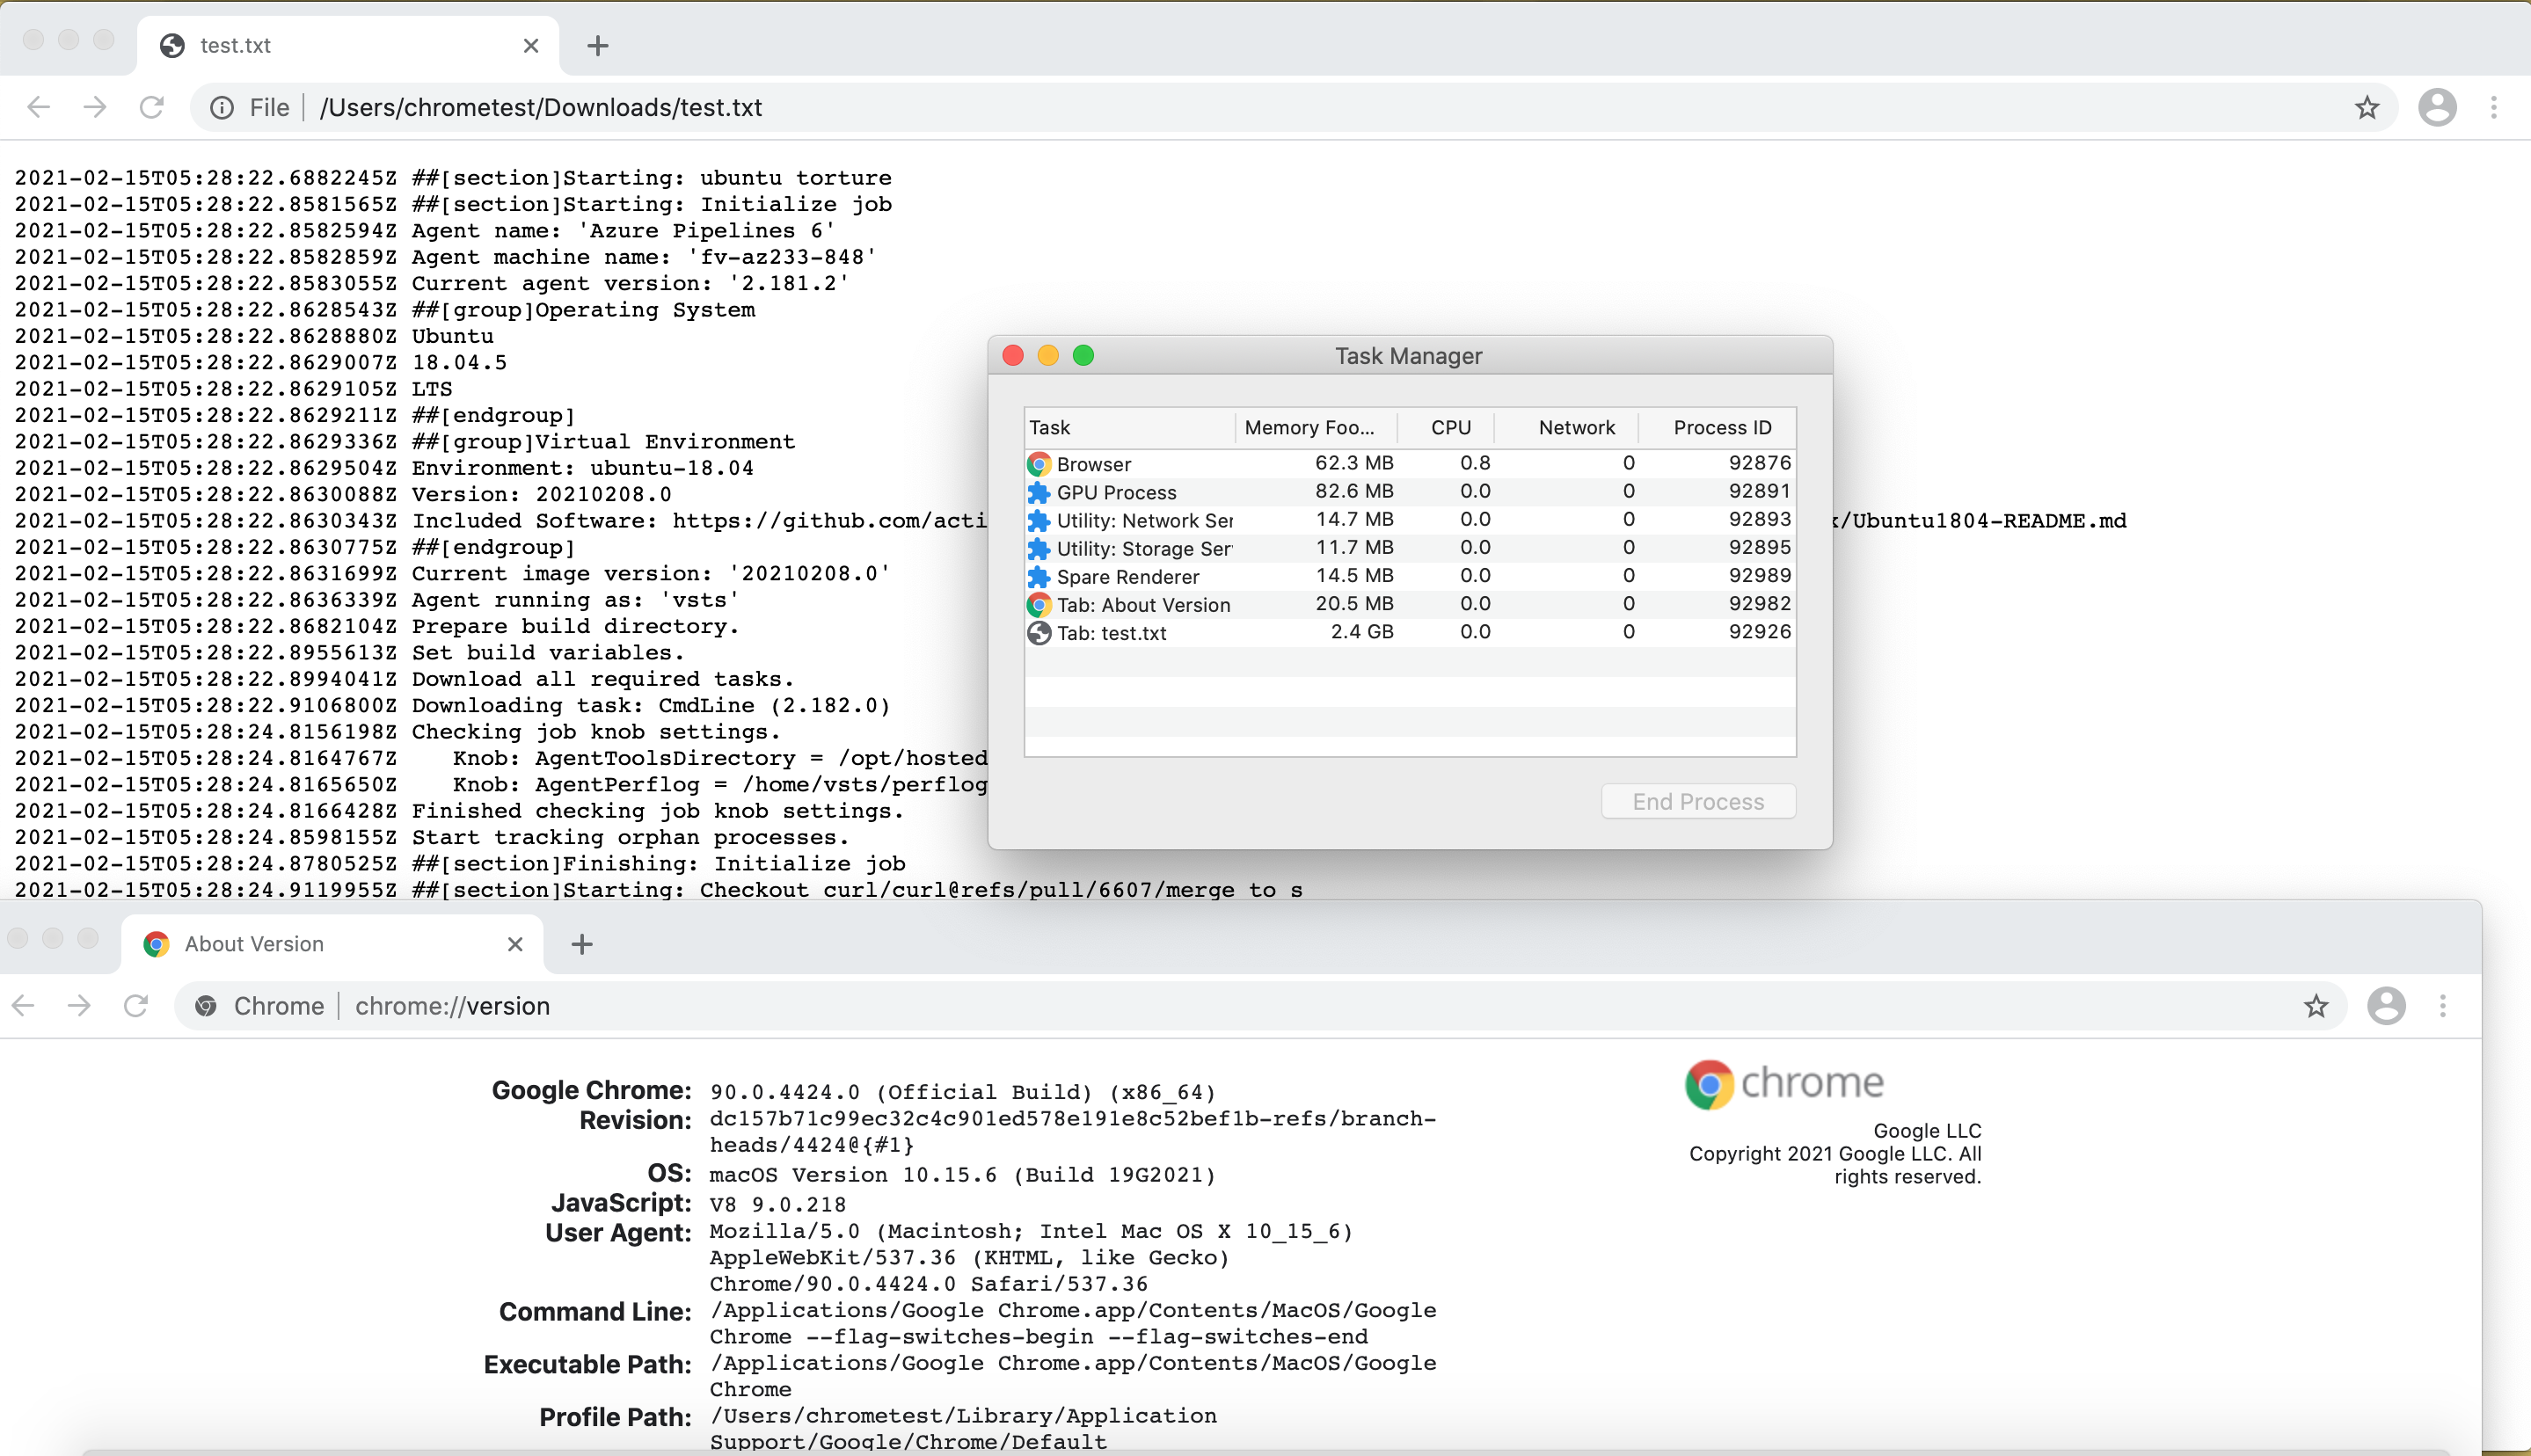 test.txt
File | /Users/chrometest/Downloads/test.txt
2021-02-15T05:28:22.6882245Z ##[section]Starting: ubuntu torture
2021-02-15T05:28:22.8581565Z ##[section]Starting: Initialize job
2021-02-15T05:28:22.8582594Z Agent name: 'Azure Pipelines 6'
2021-02-15T05:28:22.8582859Z Agent machine name: 'fv-az233-848'
2021-02-15T05:28:22.8583055Z Current agent version: '2.181.2'
2021-02-15T05:28:22.8628543Z ##[group]Operating System
2021-02-15T05:28:22.8628880Z Ubuntu
2021-02-15T05:28:22.8629007Z 18.04.5
2021-02-15T05:28:22.8629105Z LTS
2021-02-15T05:28:22.8629211Z ##[endgroup]
2021-02-15T05:28:22.8629336Z ##[group]Virtual Environment
2021-02-15T05:28:22.8629504Z Environment: ubuntu-18.04
2021-02-15T05:28:22.8630088Z Version: 20210208.0
2021-02-15T05:28:22.8630343Z Included Software: https://github.com/acti /Ubuntu1804-README.md
2021-02-15T05:28:22.8630775Z ##[endgroup]
2021-02-15T05:28:22.8631699Z Current image version: '20210208.0'
2021-02-15T05:28:22.8636339Z Agent running as: 'vsts'
2021-02-15T05:28:22.8682104Z Prepare build directory.
2021-02-15T05:28:22.8955613Z Set build variables.
2021-02-15T05:28:22.8994041Z Download all required tasks.
2021-02-15T05:28:22.9106800Z Downloading task: CmdLine (2.182.0)
2021-02-15T05:28:24.8156198Z Checking job knob settings.
2021-02-15T05:28:24.8164767Z    Knob: AgentToolsDirectory = /opt/hosted
2021-02-15T05:28:24.8165650Z    Knob: AgentPerflog = /home/vsts/perflog
2021-02-15T05:28:24.8166428Z Finished checking job knob settings.
2021-02-15T05:28:24.8598155Z Start tracking orphan processes.
2021-02-15T05:28:24.8780525Z ##[section]Finishing: Initialize job
2021-02-15T05:28:24.9119955Z ##[section]Starting: Checkout curl/curl@refs/pull/6607/merge to s
Task Manager
Task Memory Foo... CPU Network Process ID
Browser 62.3 MB 0.8 0 92876
GPU Process 82.6 MB 0.0 0 92891
Utility: Network Ser 14.7 MB 0.0 0 92893
Utility: Storage Ser 11.7 MB 0.0 0 92895
Spare Renderer 14.5 MB 0.0 0 92989
Tab: About Version 20.5 MB 0.0 0 92982
Tab: test.txt 2.4 GB 0.0 0 92926
End Process
About Version
Chrome | chrome://version
chrome
Google LLC
Copyright 2021 Google LLC. All
rights reserved.
Google Chrome: 90.0.4424.0 (Official Build) (x86_64)
Revision: dc157b71c99ec32c4c901ed578e191e8c52bef1b-refs/branch-
heads/4424@{#1}
OS: macOS Version 10.15.6 (Build 19G2021)
JavaScript: V8 9.0.218
User Agent: Mozilla/5.0 (Macintosh; Intel Mac OS X 10_15_6)
AppleWebKit/537.36 (KHTML, like Gecko)
Chrome/90.0.4424.0 Safari/537.36
Command Line: /Applications/Google Chrome.app/Contents/MacOS/Google
Chrome --flag-switches-begin --flag-switches-end
Executable Path: /Applications/Google Chrome.app/Contents/MacOS/Google
Chrome
Profile Path: /Users/chrometest/Library/Application
Support/Google/Chrome/Default